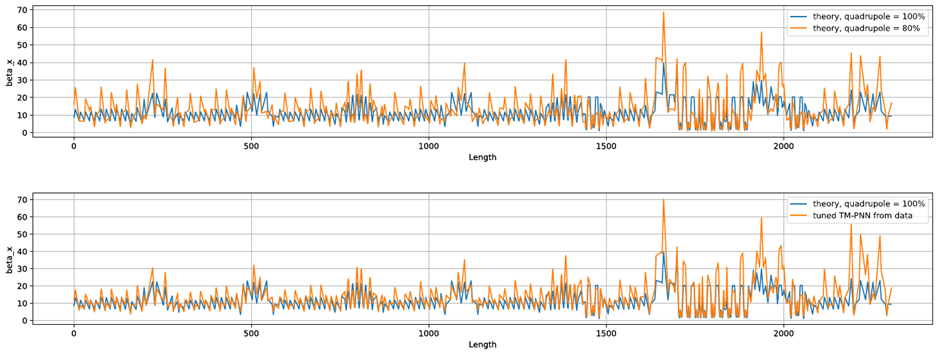 70
60
50
40
30
20
10
0
beta_x
theory, quadrupole = 100%
theory, quadrupole = 80%
0 500 1000 1500 2000
Length
70
60
50
40
30
20
10
0
beta_x
theory, quadrupole = 100%
tuned TM-PNN from data
0 500 1000 1500 2000
Length